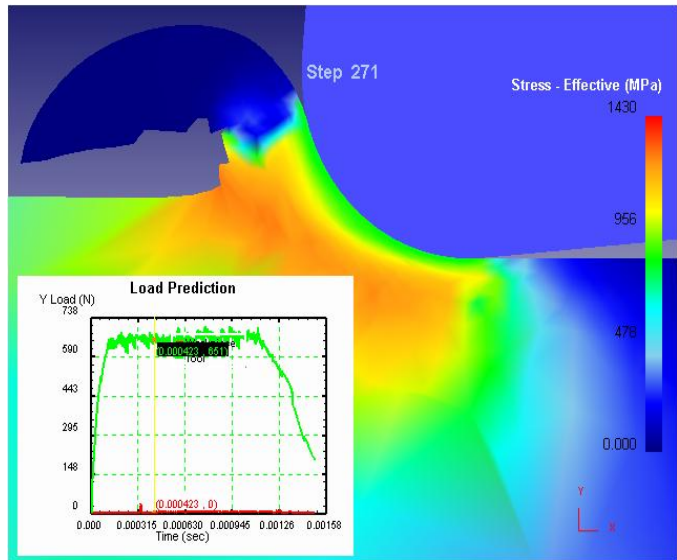 Step 271
Stress - Effective (MPa)
1430
956
478
0.000
Load Prediction
Y Load (N)
738
590
443
295
148
0
(0.000423 , 651)
Tool
(0.000423 , 0)
0.000 0.000315 0.000630 0.000945 0.00126 0.00158
Time (sec)
Y
X